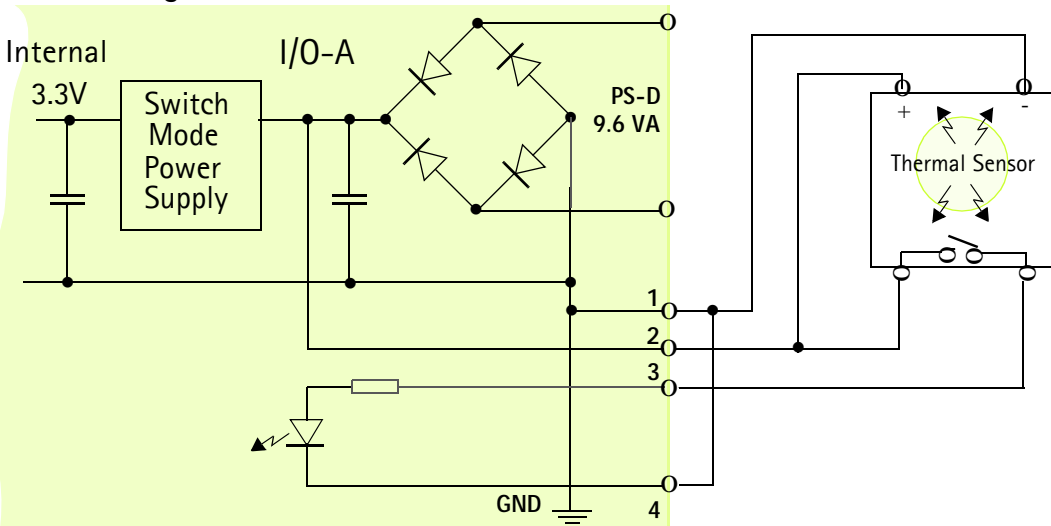 Internal
3.3V
I/O-A
Switch
Mode
Power
Supply
PS-D
9.6 VA
+
-
Thermal Sensor
1
2
3
GND
4